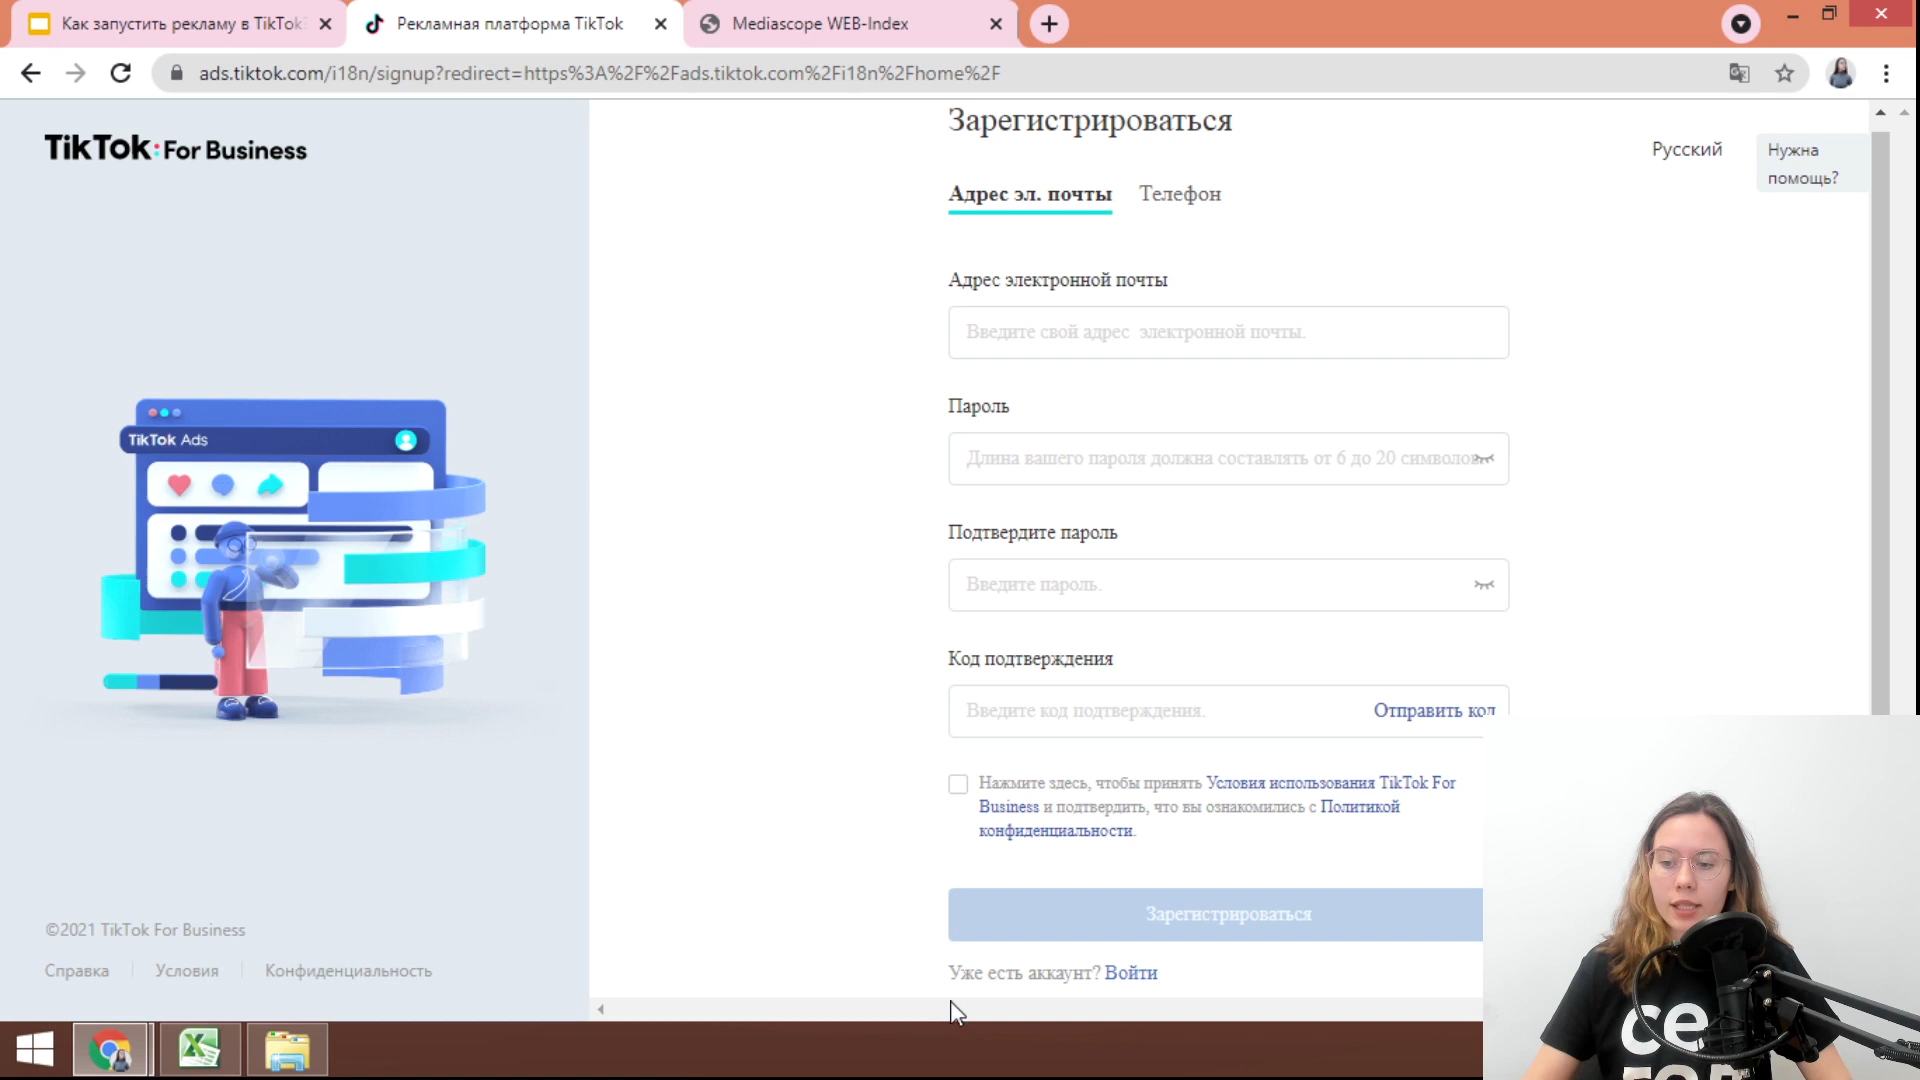 Как запустить рекламу в TikTok?
Рекламная платформа TikTok
Mediascope WEB-Index
ads.tiktok.com/i18n/signup?redirect=https%3A%2F%2Fads.tiktok.com%2Fi18n%2Fhome%2F
TikTok: For Business
Зарегистрироваться
Русский
Нужна
помощь?
Адрес эл. почты
Телефон
Адрес электронной почты
Введите свой адрес электронной почты.
Пароль
Длина вашего пароля должна составлять от 6 до 20 символов
Подтвердите пароль
Введите пароль.
Код подтверждения
Введите код подтверждения.
Отправить код
Нажмите здесь, чтобы принять Условия использования TikTok For
Business и подтвердить, что вы ознакомились с Политикой
конфиденциальности.
Зарегистрироваться
Уже есть аккаунт? Войти
TikTok Ads
©2021 TikTok For Business
Справка
Условия
Конфиденциальность
се